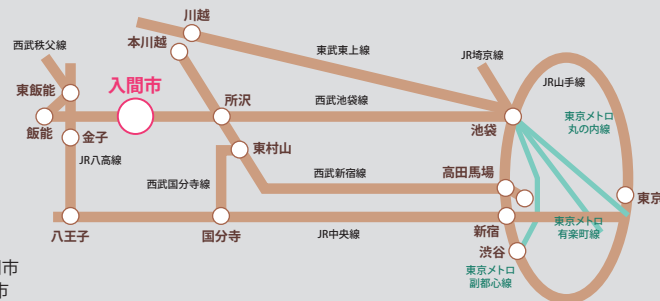 川越
西武秩父線
本川越
東武東上線
JR埼京線
東飯能
入間市
所沢
西武池袋線
JR山手線
東京メトロ
丸の内線
飯能
金子
池袋
東村山
JR八高線
西武国分寺線
西武新宿線
高田馬場
東京
東京メトロ
有楽町線
八王子
国分寺
JR中央線
新宿
渋谷
東京メトロ
副都心線
市
市